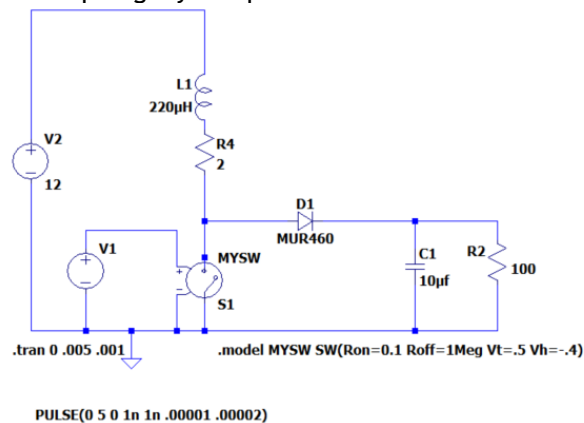 L1
220µH
R4
2
V2
12
D1
MUR460
V1
MYSW
S1
C1
10µf
R2
100
.tran 0 .005 .001
.model MYSW SW(Ron=0.1 Roff=1Meg Vt=.5 Vh=-.4)
PULSE(0 5 0 1n 1n .00001 .00002)